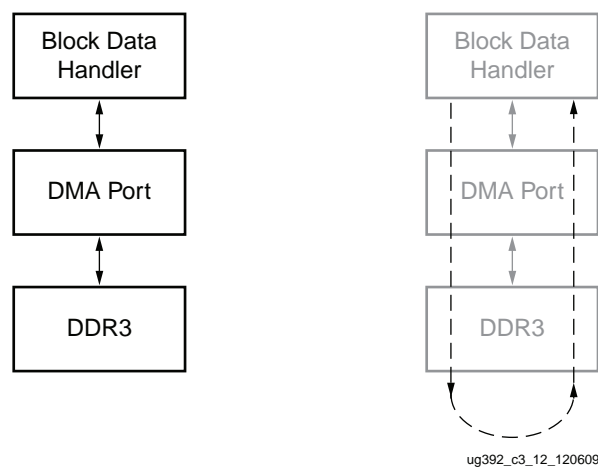 Block Data
Handler
DMA Port
DDR3
Block Data
Handler
DMA Port
DDR3
ug392_c3_12_120609